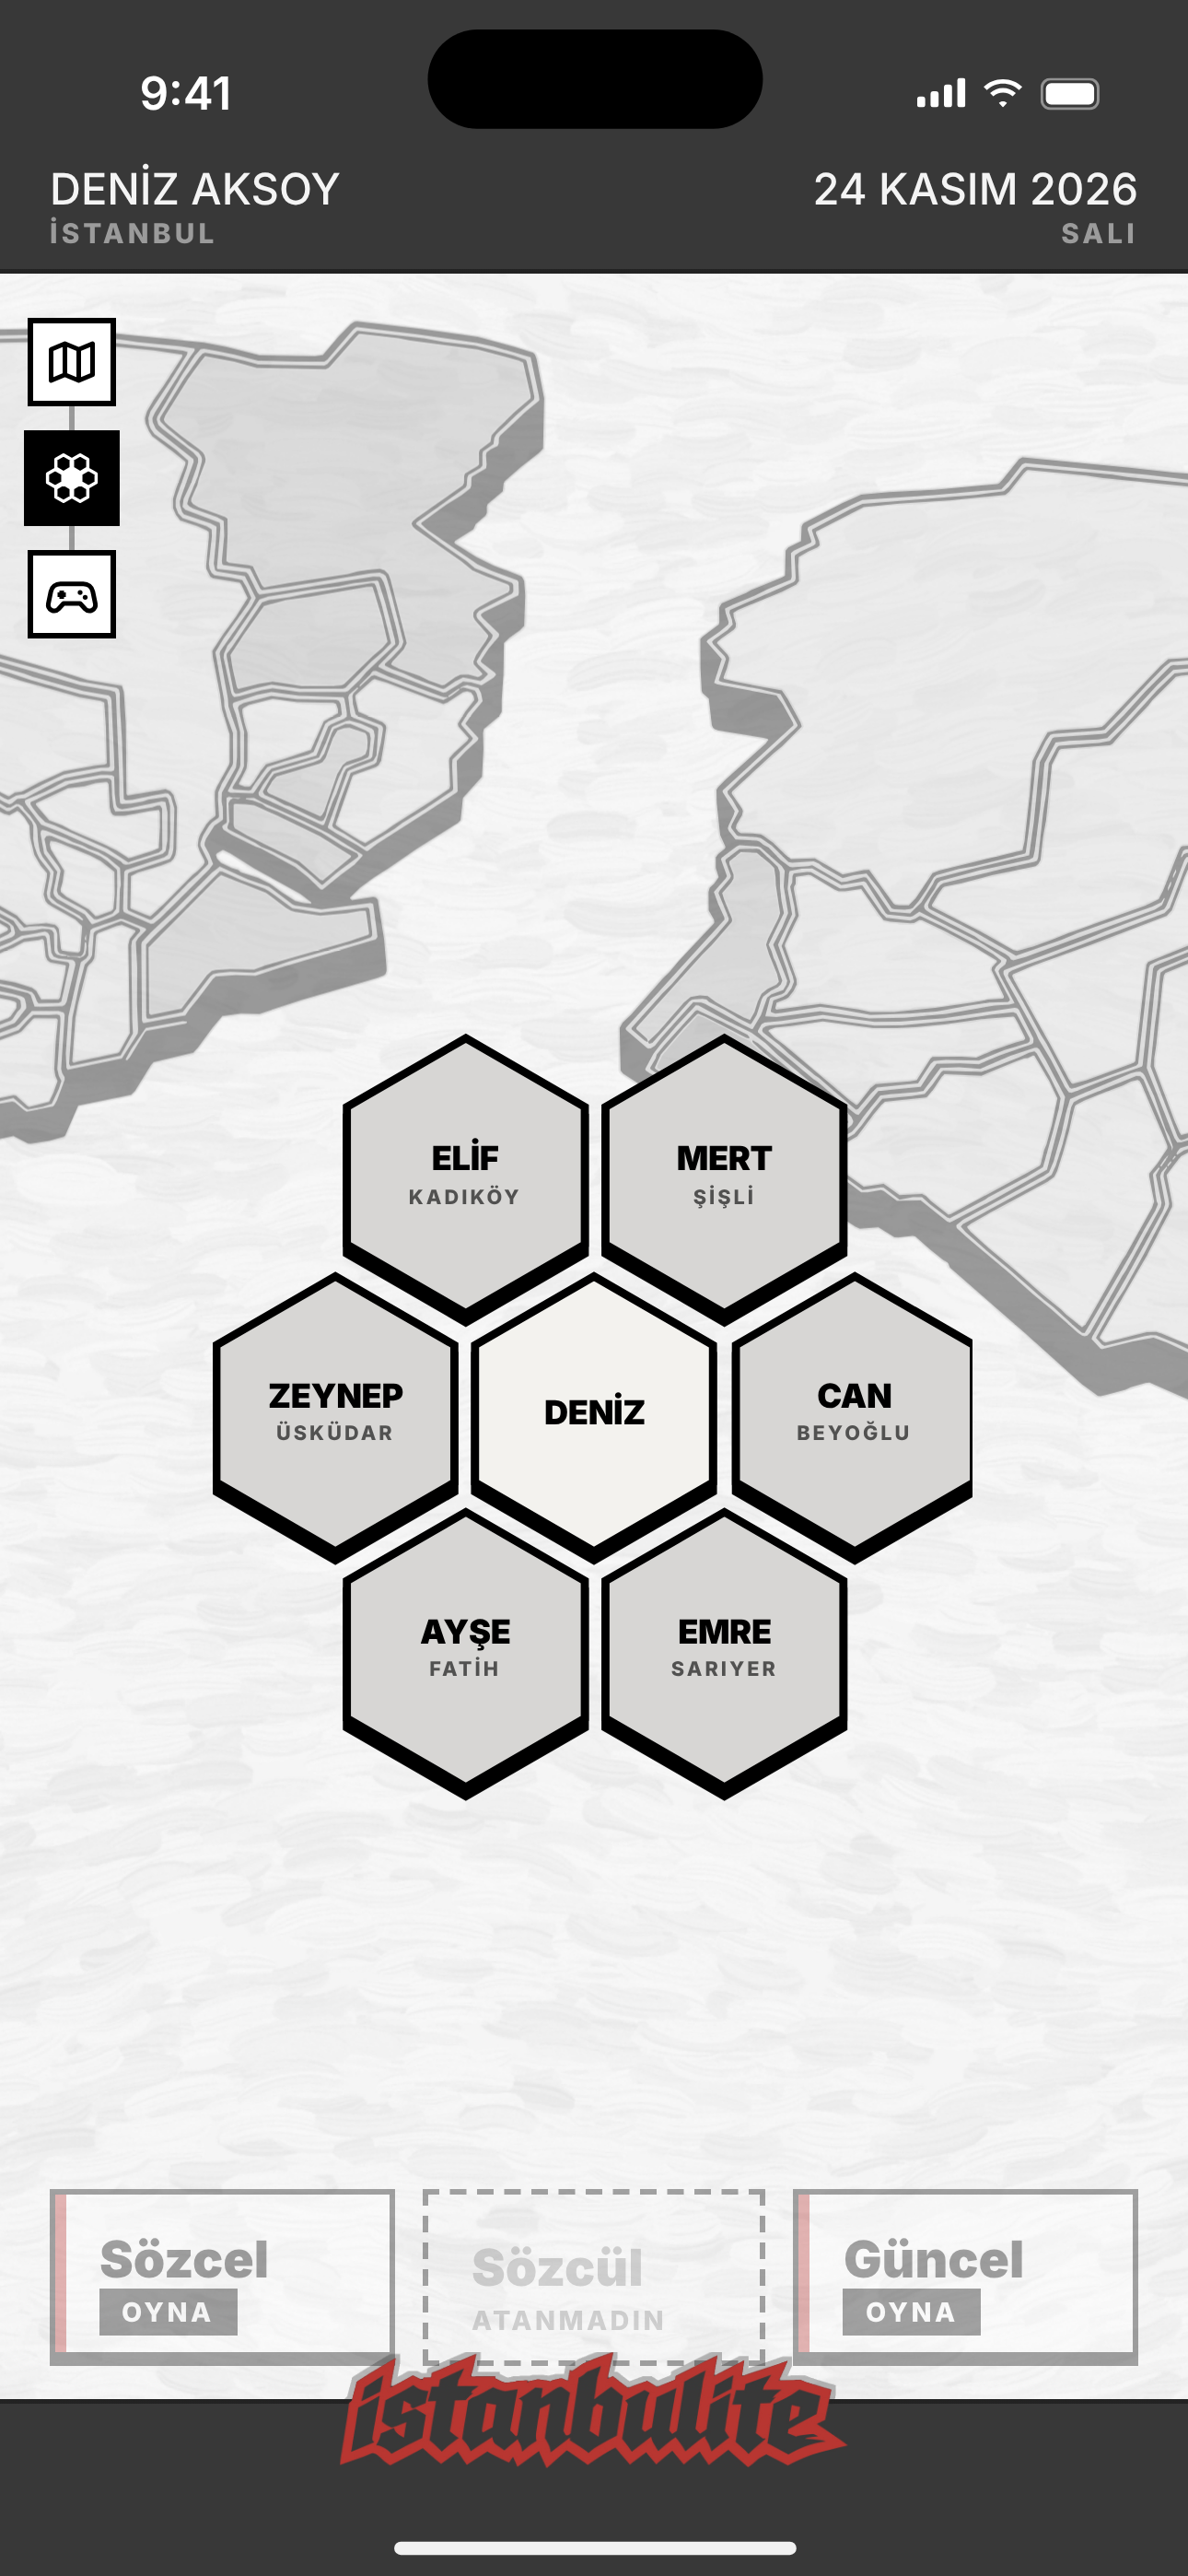 9:41
DENİZ AKSOY
İSTANBUL
24 KASIM 2026
SALI
ELİF
KADIKÖY
MERT
ŞİŞLİ
ZEYNEP
ÜSKÜDAR
DENİZ
CAN
BEYOĞLU
AYŞE
FATİH
EMRE
SARIYER
Sözcel
OYNA
Sözcül
ATANMADIN
Güncel
OYNA
istanbulite